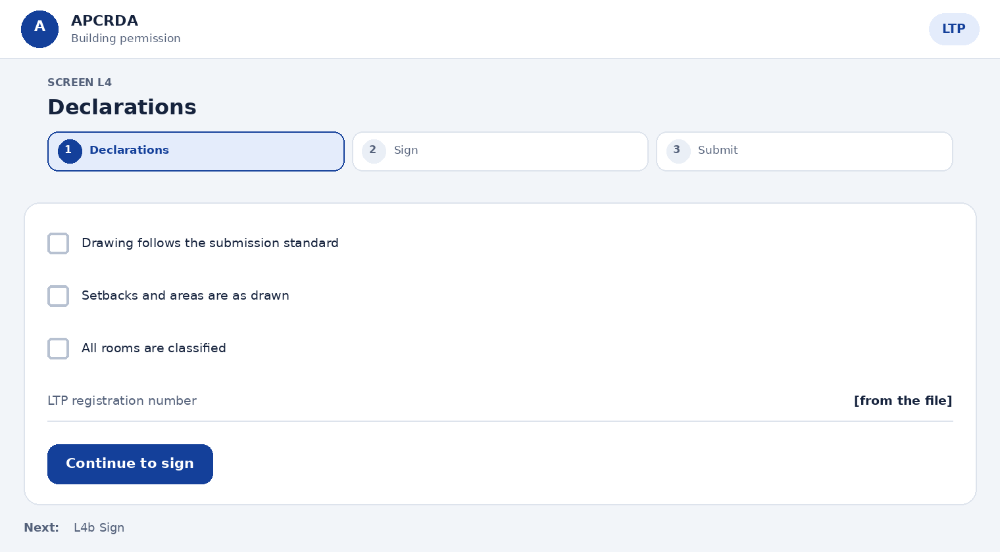 A
APCRDA
Building permission
LTP
SCREEN L4
Declarations
1 Declarations
2 Sign
3 Submit
Drawing follows the submission standard
Setbacks and areas are as drawn
All rooms are classified
LTP registration number [from the file]
Continue to sign
Next: L4b Sign